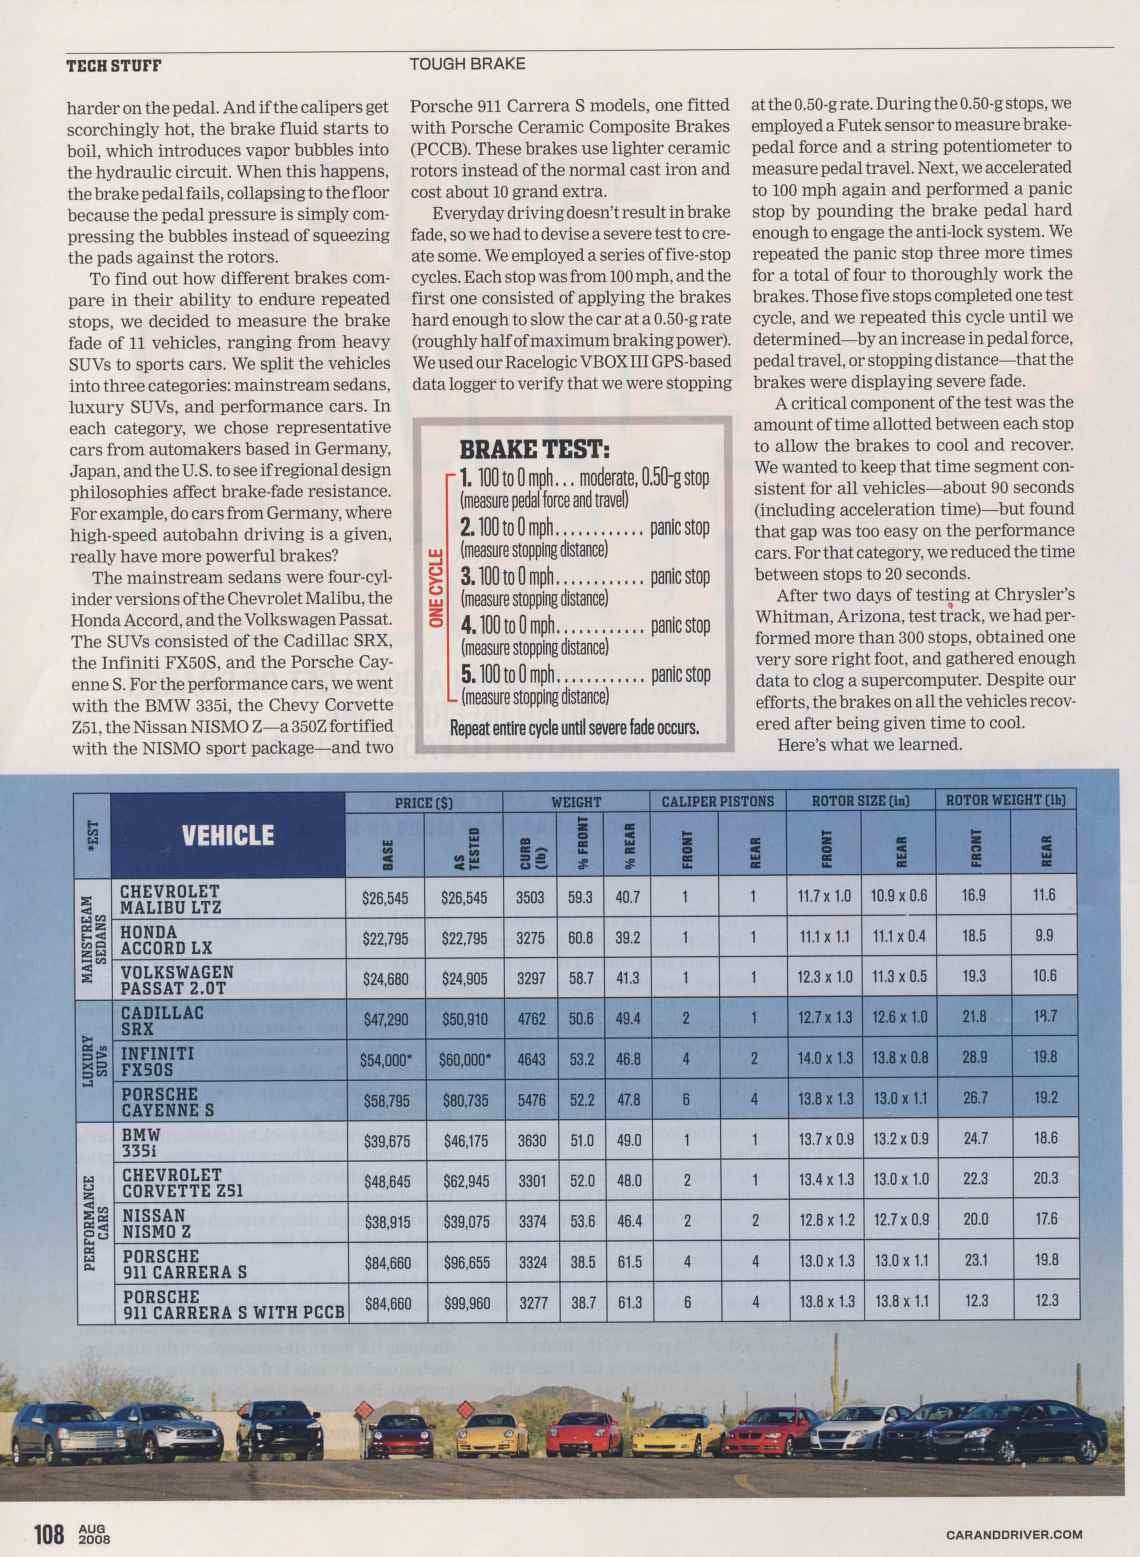 TECH STUFF
TOUGH BRAKE
harder on the pedal. And if the calipers get
scorchingly hot, the brake fluid starts to
boil, which introduces vapor bubbles into
the hydraulic circuit. When this happens,
the brake pedal fails, collapsing to the floor
because the pedal pressure is simply com-
pressing the bubbles instead of squeezing
the pads against the rotors.
To find out how different brakes com-
pare in their ability to endure repeated
stops, we decided to measure the brake
fade of 11 vehicles, ranging from heavy
SUVs to sports cars. We split the vehicles
into three categories: mainstream sedans,
luxury SUVs, and performance cars. In
each category, we chose representative
cars from automakers based in Germany,
Japan, and the U.S. to see if regional design
philosophies affect brake-fade resistance.
For example, do cars from Germany, where
high-speed autobahn driving is a given,
really have more powerful brakes?
The mainstream sedans were four-cyl-
inder versions of the Chevrolet Malibu, the
Honda Accord, and the Volkswagen Passat.
The SUVs consisted of the Cadillac SRX,
the Infiniti FX50S, and the Porsche Cay-
enne S. For the performance cars, we went
with the BMW 335i, the Chevy Corvette
Z51, the Nissan NISMO Z—a 350Z fortified
with the NISMO sport package—and two
Porsche 911 Carrera S models, one fitted
with Porsche Ceramic Composite Brakes
(PCCB). These brakes use lighter ceramic
rotors instead of the normal cast iron and
cost about 10 grand extra.
Everyday driving doesn't result in brake
fade, so we had to devise a severe test to cre-
ate some. We employed a series of five-stop
cycles. Each stop was from 100 mph, and the
first one consisted of applying the brakes
hard enough to slow the car at a 0.50-g rate
(roughly half of maximum braking power).
We used our Racelogic VBOX III GPS-based
data logger to verify that we were stopping
BRAKE TEST:
ONE CYCLE
1. 100 to 0 mph... moderate, 0.50-g stop
(measure pedal force and travel)
2. 100 to 0 mph............ panic stop
(measure stopping distance)
3. 100 to 0 mph............ panic stop
(measure stopping distance)
4. 100 to 0 mph............ panic stop
(measure stopping distance)
5. 100 to 0 mph............ panic stop
(measure stopping distance)
Repeat entire cycle until severe fade occurs.
at the 0.50-g rate. During the 0.50-g stops, we
employed a Futek sensor to measure brake-
pedal force and a string potentiometer to
measure pedal travel. Next, we accelerated
to 100 mph again and performed a panic
stop by pounding the brake pedal hard
enough to engage the anti-lock system. We
repeated the panic stop three more times
for a total of four to thoroughly work the
brakes. Those five stops completed one test
cycle, and we repeated this cycle until we
determined—by an increase in pedal force,
pedal travel, or stopping distance—that the
brakes were displaying severe fade.
A critical component of the test was the
amount of time allotted between each stop
to allow the brakes to cool and recover.
We wanted to keep that time segment con-
sistent for all vehicles—about 90 seconds
(including acceleration time)—but found
that gap was too easy on the performance
cars. For that category, we reduced the time
between stops to 20 seconds.
After two days of testing at Chrysler's
Whitman, Arizona, test track, we had per-
formed more than 300 stops, obtained one
very sore right foot, and gathered enough
data to clog a supercomputer. Despite our
efforts, the brakes on all the vehicles recov-
ered after being given time to cool.
Here's what we learned.
*EST VEHICLE PRICE ($) WEIGHT CALIPER PISTONS ROTOR SIZE (in) ROTOR WEIGHT (lb)
BASE AS TESTED CURB (lb) % FRONT % REAR FRONT REAR FRONT REAR FRONT REAR
MAINSTREAM SEDANS
CHEVROLET MALIBU LTZ $26,545 $26,545 3503 59.3 40.7 1 1 11.7 x 1.0 10.9 x 0.6 16.9 11.6
HONDA ACCORD LX $22,795 $22,795 3275 60.8 39.2 1 1 11.1 x 1.1 11.1 x 0.4 18.5 9.9
VOLKSWAGEN PASSAT 2.0T $24,680 $24,905 3297 58.7 41.3 1 1 12.3 x 1.0 11.3 x 0.5 19.3 10.6
LUXURY SUVs
CADILLAC SRX $47,290 $50,910 4762 50.6 49.4 2 1 12.7 x 1.3 12.6 x 1.0 21.8
INFINITI FX50S $54,000* $60,000* 4643 53.2 46.8 4 2 14.0 x 1.3 13.8 x 0.8 28.9 19.8
PORSCHE CAYENNE S $58,795 $80,735 5476 52.2 47.8 6 4 13.8 x 1.3 13.0 x 1.1 26.7 19.2
PERFORMANCE CARS
BMW 335i $39,675 $46,175 3630 51.0 49.0 1 1 13.7 x 0.9 13.2 x 0.9 24.7 18.6
CHEVROLET CORVETTE Z51 $48,645 $62,945 3301 52.0 48.0 2 1 13.4 x 1.3 13.0 x 1.0 22.3 20.3
NISSAN NISMO Z $38,915 $39,075 3374 53.6 46.4 2 2 12.8 x 1.2 12.7 x 0.9 20.0 17.6
PORSCHE 911 CARRERA S $84,660 $96,655 3324 38.5 61.5 4 4 13.0 x 1.3 13.0 x 1.1 23.1 19.8
PORSCHE 911 CARRERA S WITH PCCB $84,660 $99,960 3277 38.7 61.3 6 4 13.8 x 1.3 13.8 x 1.1 12.3 12.3
108 AUG 2008
CARANDDRIVER.COM